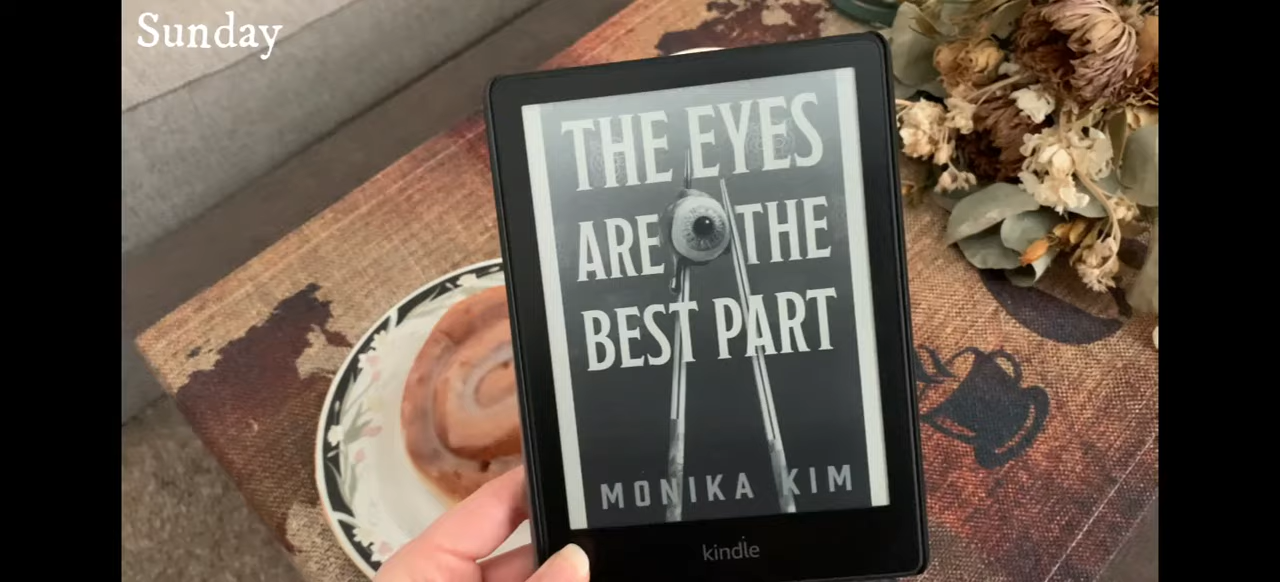 Sunday
THE EYES
ARE THE
BEST PART
MONIKA KIM
kindle